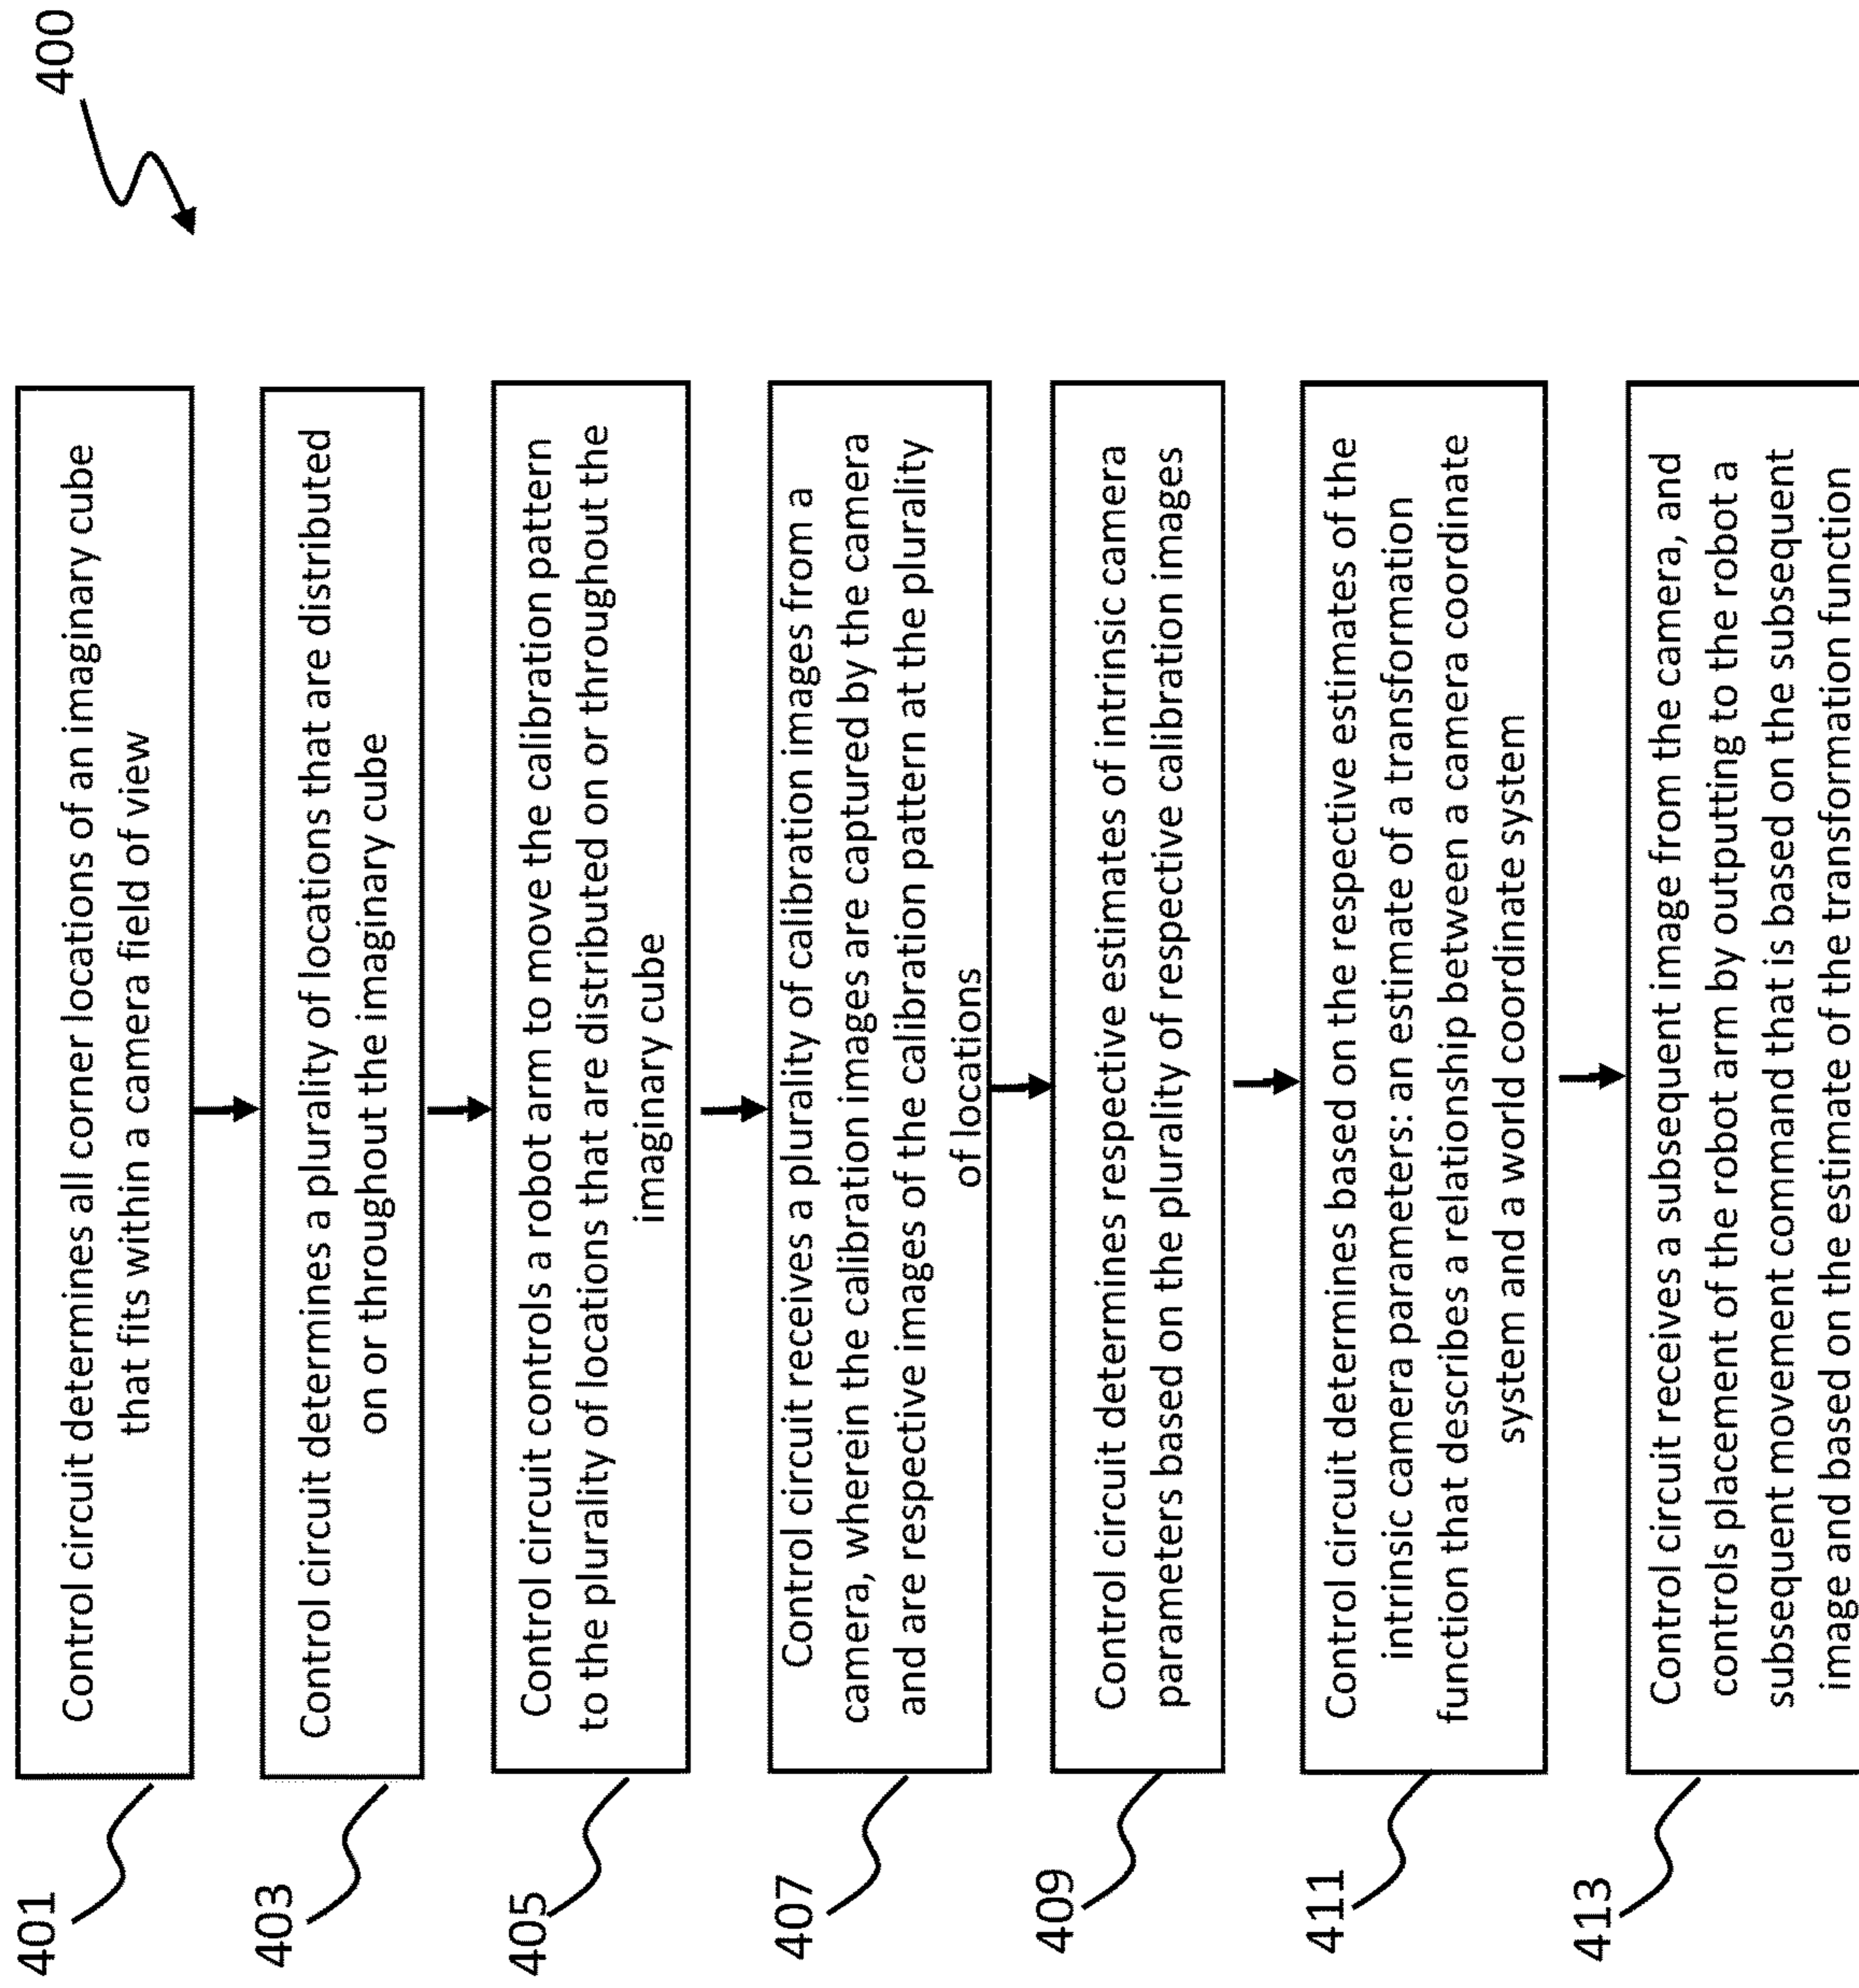 400
401
Control circuit determines all corner locations of an imaginary cube
that fits within a camera field of view
403
Control circuit determines a plurality of locations that are distributed
on or throughout the imaginary cube
405
Control circuit controls a robot arm to move the calibration pattern
to the plurality of locations that are distributed on or throughout the
imaginary cube
407
Control circuit receives a plurality of calibration images from a
camera, wherein the calibration images are captured by the camera
and are respective images of the calibration pattern at the plurality
of locations
409
Control circuit determines respective estimates of intrinsic camera
parameters based on the plurality of respective calibration images
411
Control circuit determines based on the respective estimates of the
intrinsic camera parameters: an estimate of a transformation
function that describes a relationship between a camera coordinate
system and a world coordinate system
413
Control circuit receives a subsequent image from the camera, and
controls placement of the robot arm by outputting to the robot a
subsequent movement command that is based on the subsequent
image and based on the estimate of the transformation function